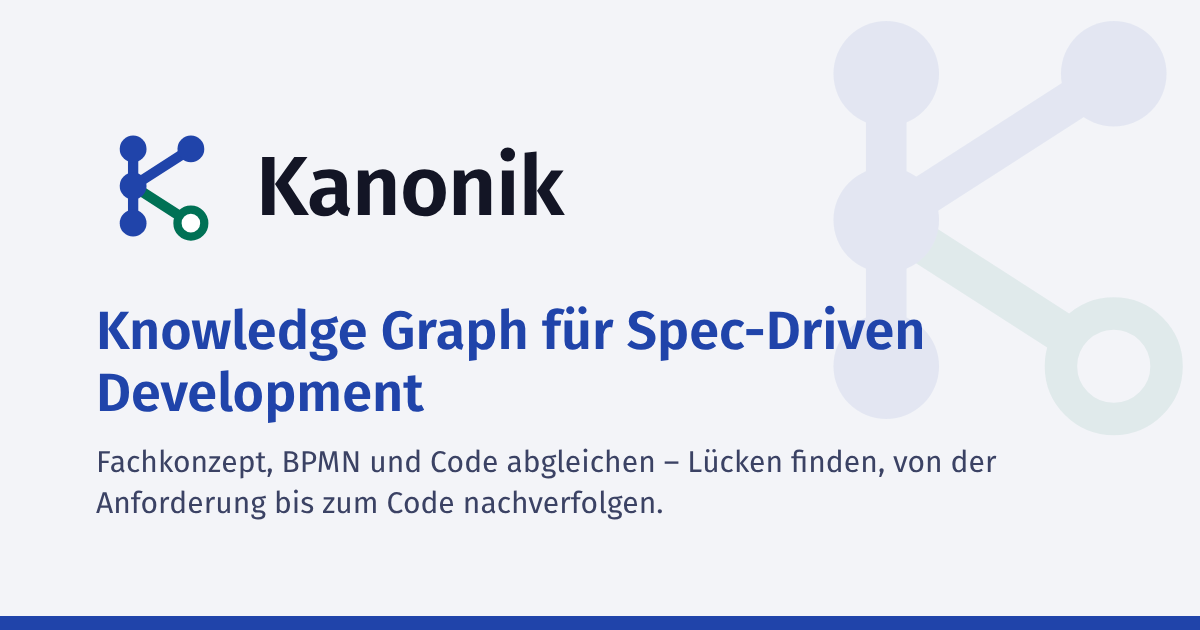 Kanonik
Knowledge Graph für Spec-Driven
Development
Fachkonzept, BPMN und Code abgleichen – Lücken finden, von der
Anforderung bis zum Code nachverfolgen.